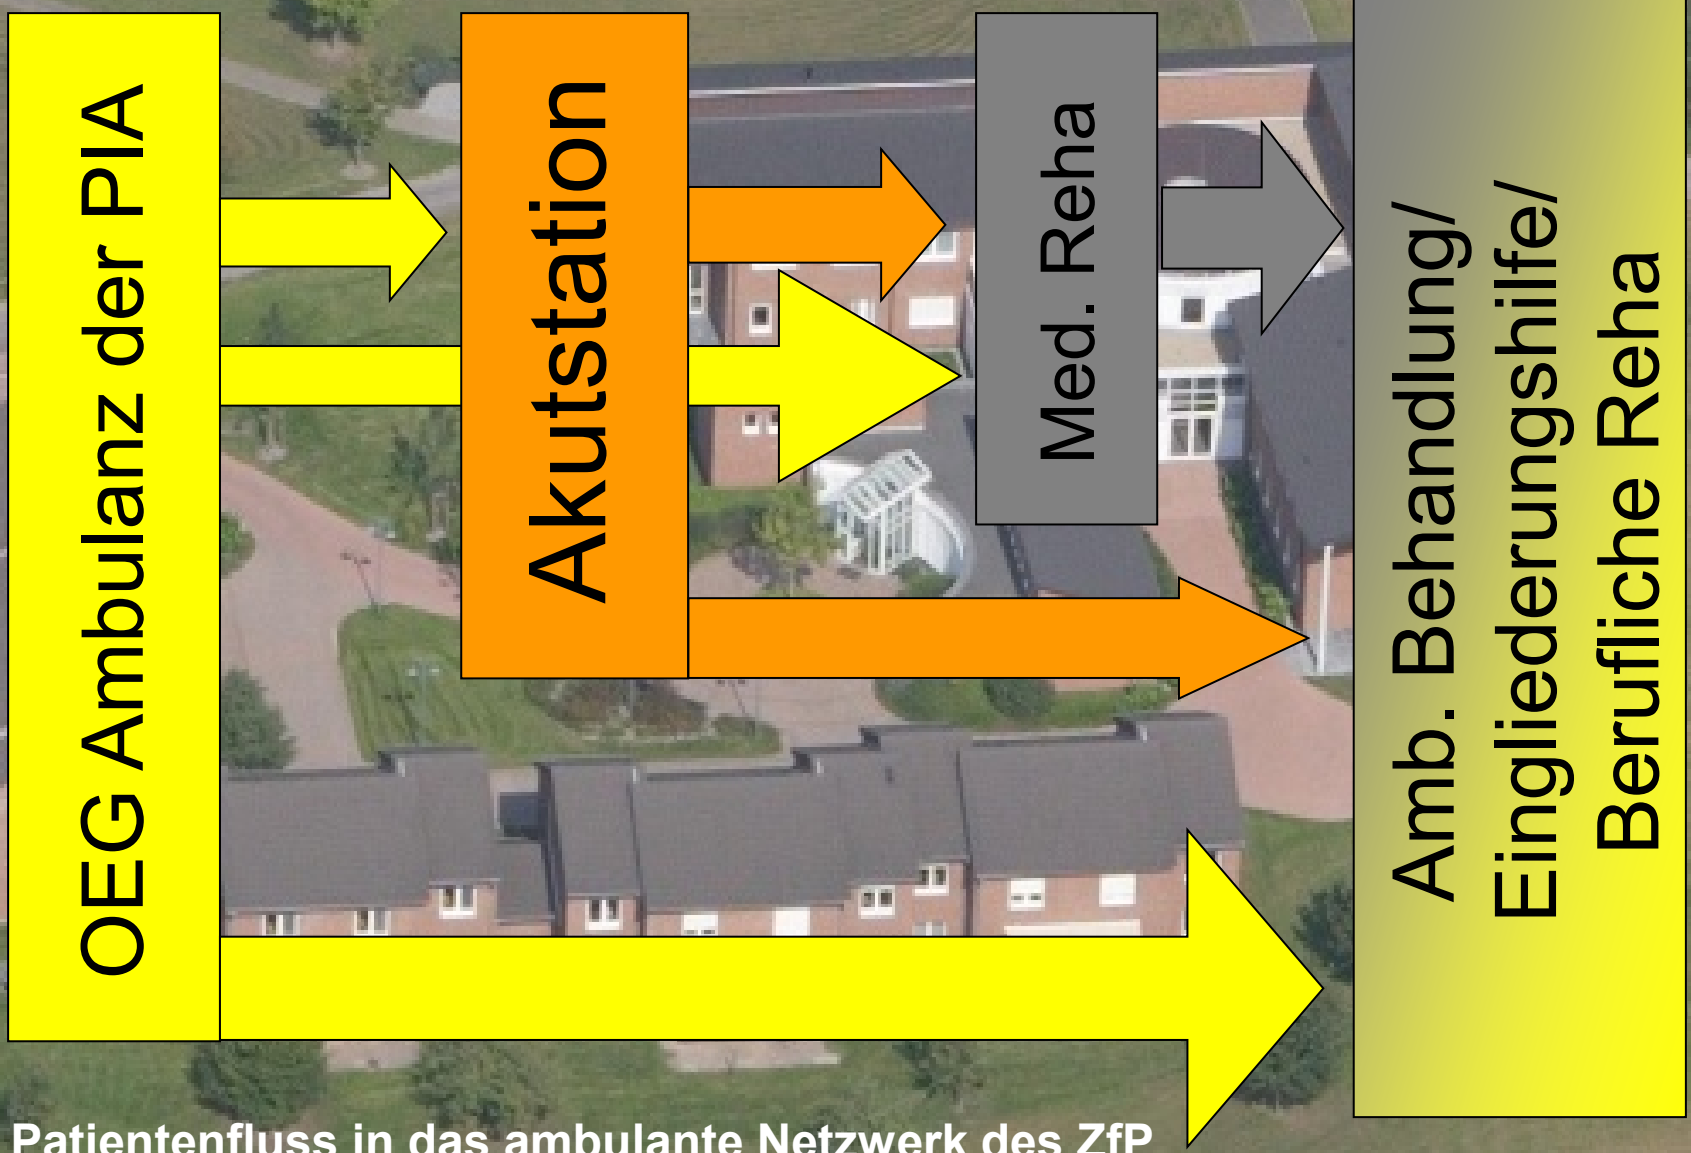 OEG Ambulanz der PIA
Akutstation
Med. Reha
Amb. Behandlung/
Eingliederungshilfe/
Berufliche Reha
Patientenfluss in das ambulante Netzwerk des ZfP